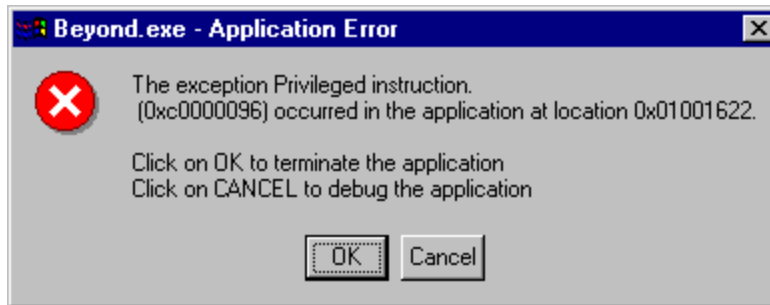 Beyond.exe - Application Error
The exception Privileged instruction.
(0xc0000096) occurred in the application at location 0x01001622.
Click on OK to terminate the application
Click on CANCEL to debug the application
OK Cancel